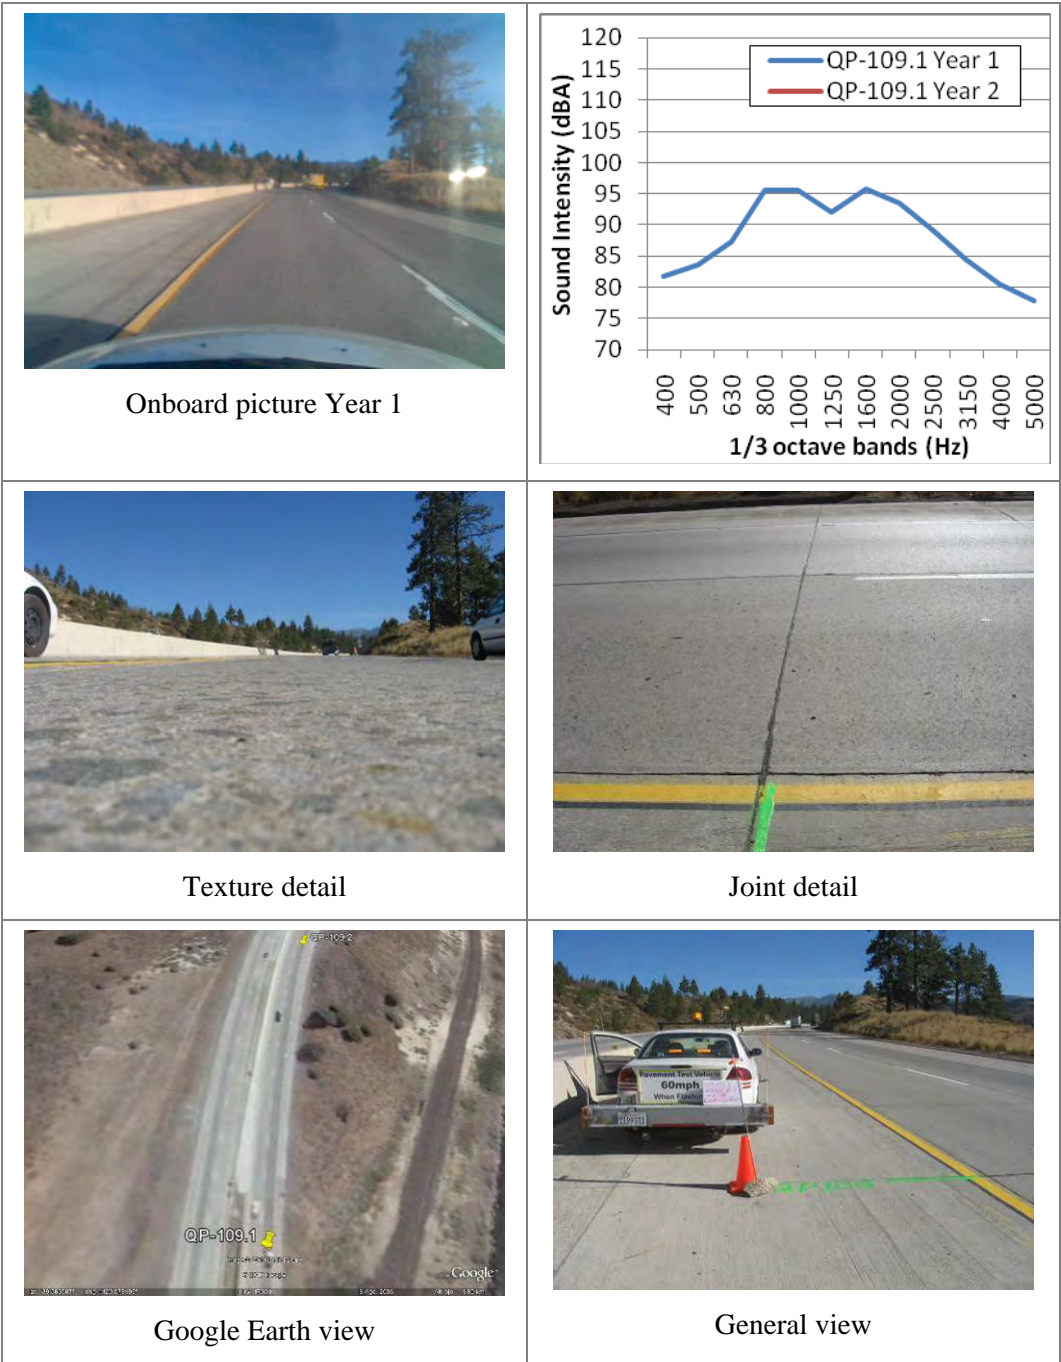 120
115
110
105
100
95
90
85
80
75
70
Sound Intensity (dBA)
QP-109.1 Year 1
QP-109.1 Year 2
400
500
630
800
1000
1250
1600
2000
2500
3150
4000
5000
1/3 octave bands (Hz)
Onboard picture Year 1
Texture detail
Joint detail
QP-109.2
QP-109.1
Google
Google Earth view
Pavement Test Vehicle
60mph
When Flashing
General view